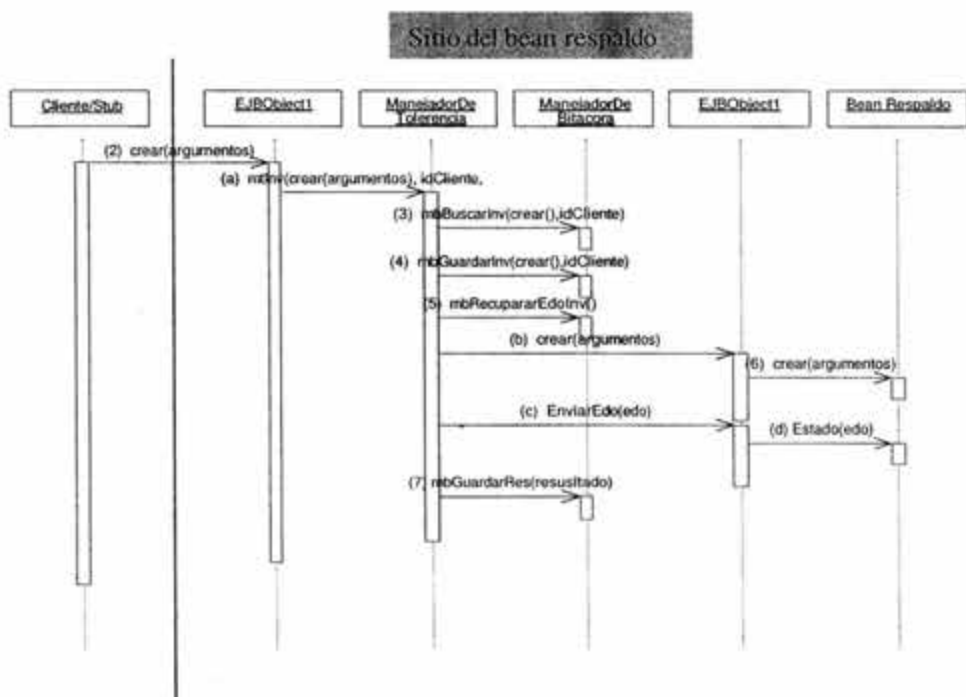 Sitio del bean respaldo
Cliente/Stub
EJBObject1
ManejadorDe
Tolerencia
ManejadorDe
Bitacora
EJBObject1
Bean Respaldo
(2) crear(argumentos)
(a) mtInv(crear(argumentos), idCliente,
(3) mbBuscarInv(crear(),idCliente)
(4) mbGuardarInv(crear(),idCliente)
(5) mbRecupararEdoInv()
(b) crear(argumentos)
(6) crear(argumentos)
(c) EnviarEdo(edo)
(d) Estado(edo)
(7) mbGuardarRes(resusltado)